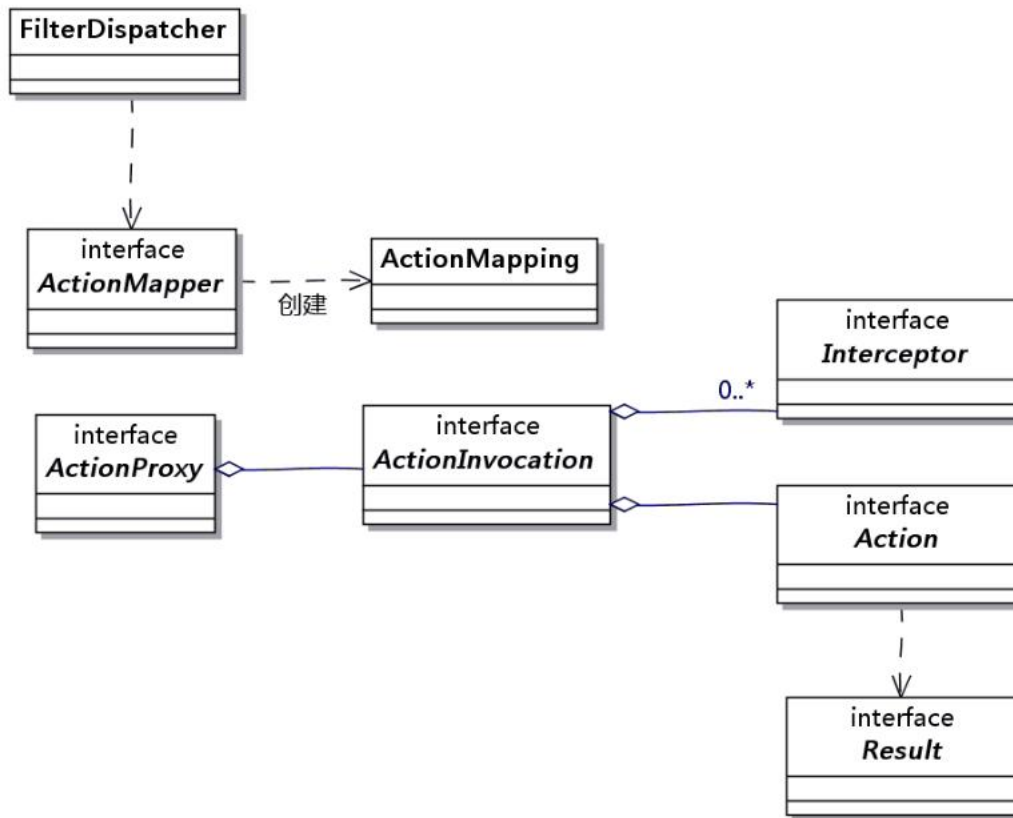 FilterDispatcher
interface
ActionMapper
创建
ActionMapping
interface
Interceptor
0..*
interface
ActionProxy
interface
ActionInvocation
interface
Action
interface
Result